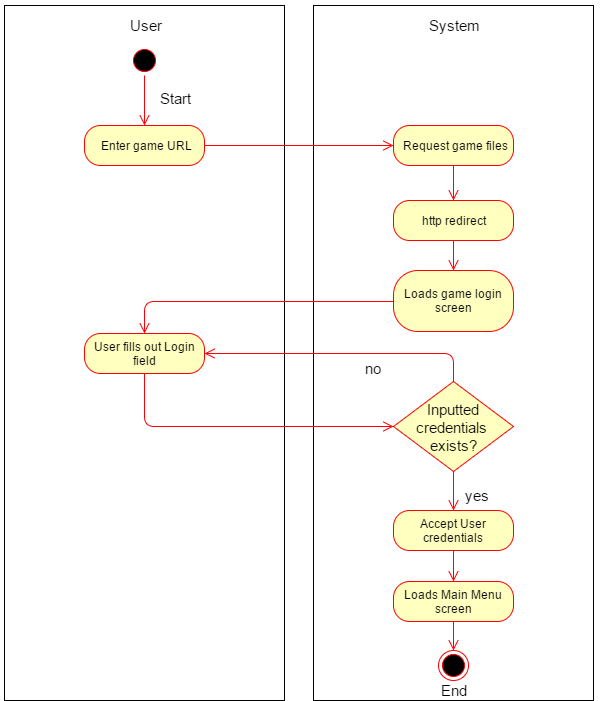 User
System
Start
Enter game URL
Request game files
http redirect
Loads game login
screen
User fills out Login
field
no
Inputted
credentials
exists?
yes
Accept User
credentials
Loads Main Menu
screen
End